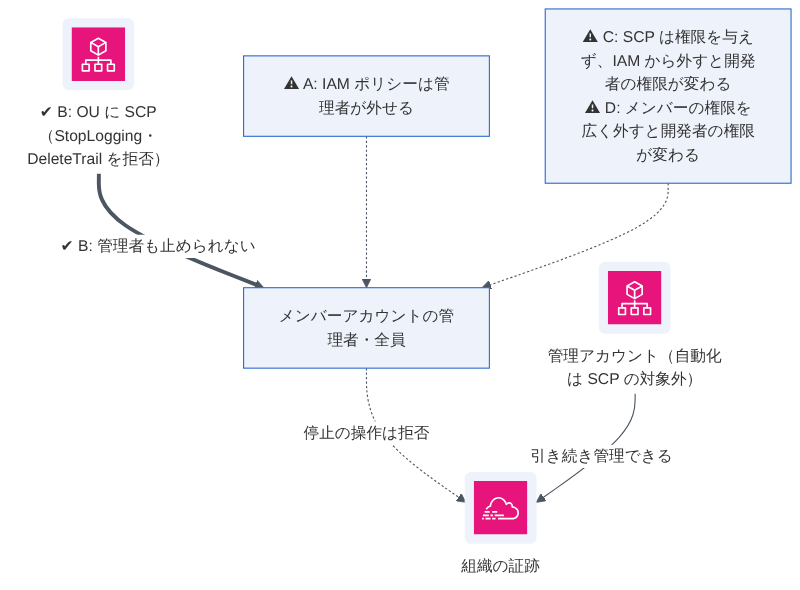 ✔ B: OU に SCP
（StopLogging・
DeleteTrail を拒否）
⚠ A: IAM ポリシーは管
理者が外せる
⚠ C: SCP は権限を与え
ず、IAM から外すと開発
者の権限が変わる
⚠ D: メンバーの権限を
広く外すと開発者の権限
が変わる
✔ B: 管理者も止められない
メンバーアカウントの管
理者・全員
管理アカウント（自動化
は SCP の対象外）
停止の操作は拒否
引き続き管理できる
組織の証跡